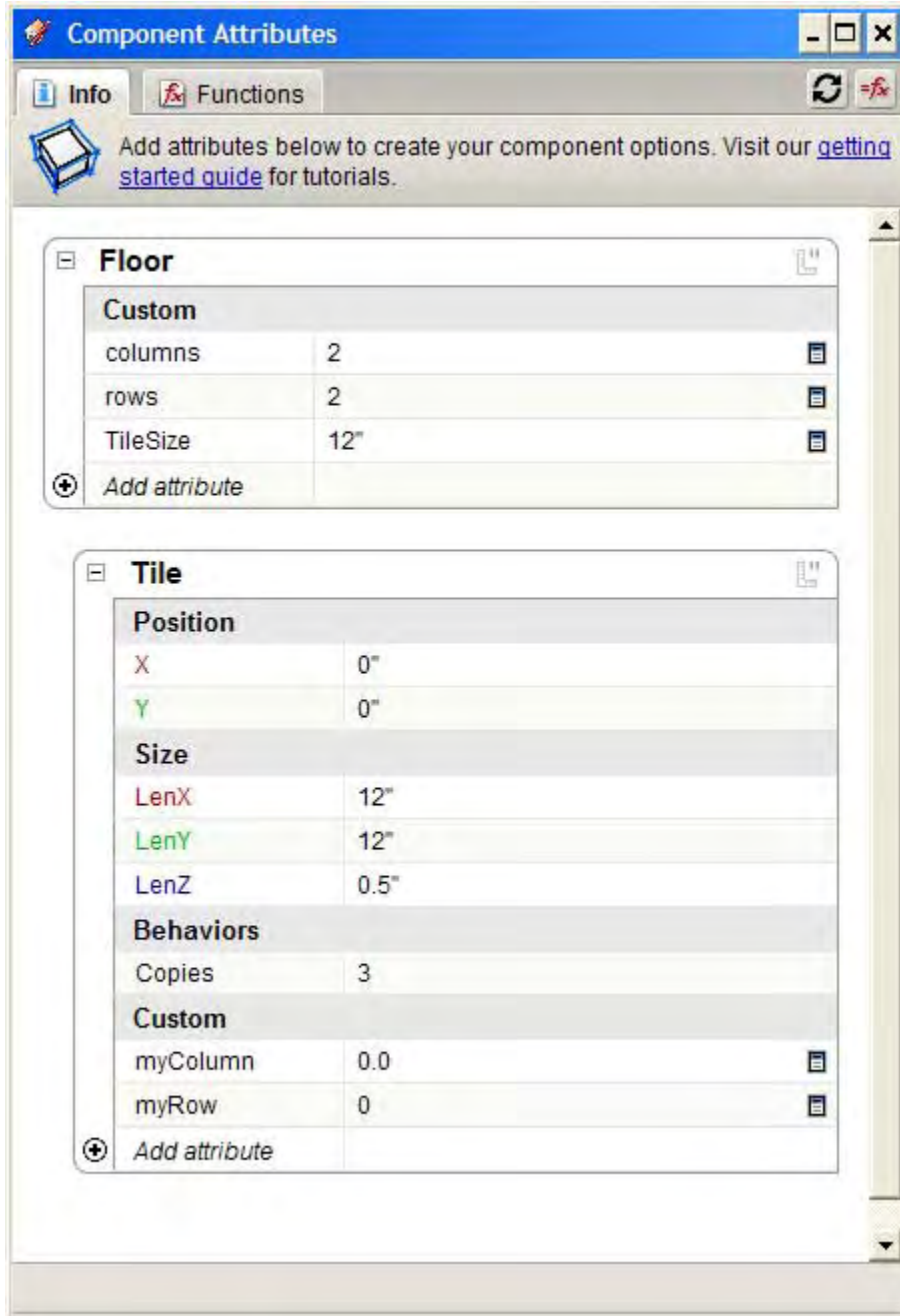 Component Attributes
Info Functions =fx
Add attributes below to create your component options. Visit our getting
started guide for tutorials.
Floor
Custom
columns 2
rows 2
TileSize 12"
Add attribute
Tile
Position
X 0"
Y 0"
Size
LenX 12"
LenY 12"
LenZ 0.5"
Behaviors
Copies 3
Custom
myColumn 0.0
myRow 0
Add attribute